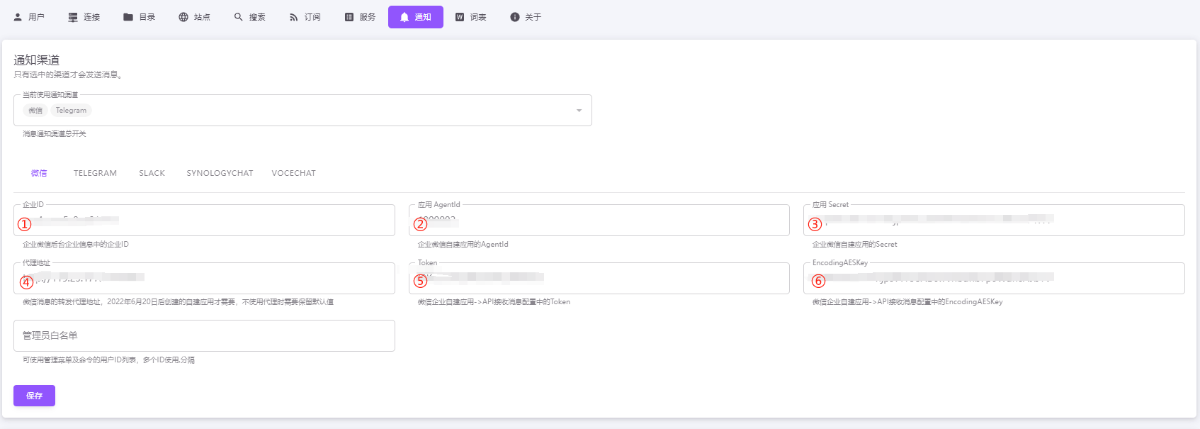 用户 连接 目录 站点 搜索 订阅 服务 通知 词表 关于
通知渠道
只有选中的渠道才会发送消息。
当前使用通知渠道
微信 Telegram
消息通知渠道总开关
微信 TELEGRAM SLACK SYNOLOGYCHAT VOCECHAT
企业ID 应用 AgentId 应用 Secret
① ② ③
企业微信后台企业信息中的企业ID 企业微信自建应用的AgentId 企业微信自建应用的Secret
代理地址 Token EncodingAESKey
④ ⑤ ⑥
微信消息的转发代理地址，2022年6月20日后创建的自建应用才需要，不使用代理时需要保留默认值 微信企业自建应用->API接收消息配置中的Token 微信企业自建应用->API接收消息配置中的EncodingAESKey
管理员白名单
可使用管理菜单及命令的用户ID列表，多个ID使用,分隔
保存